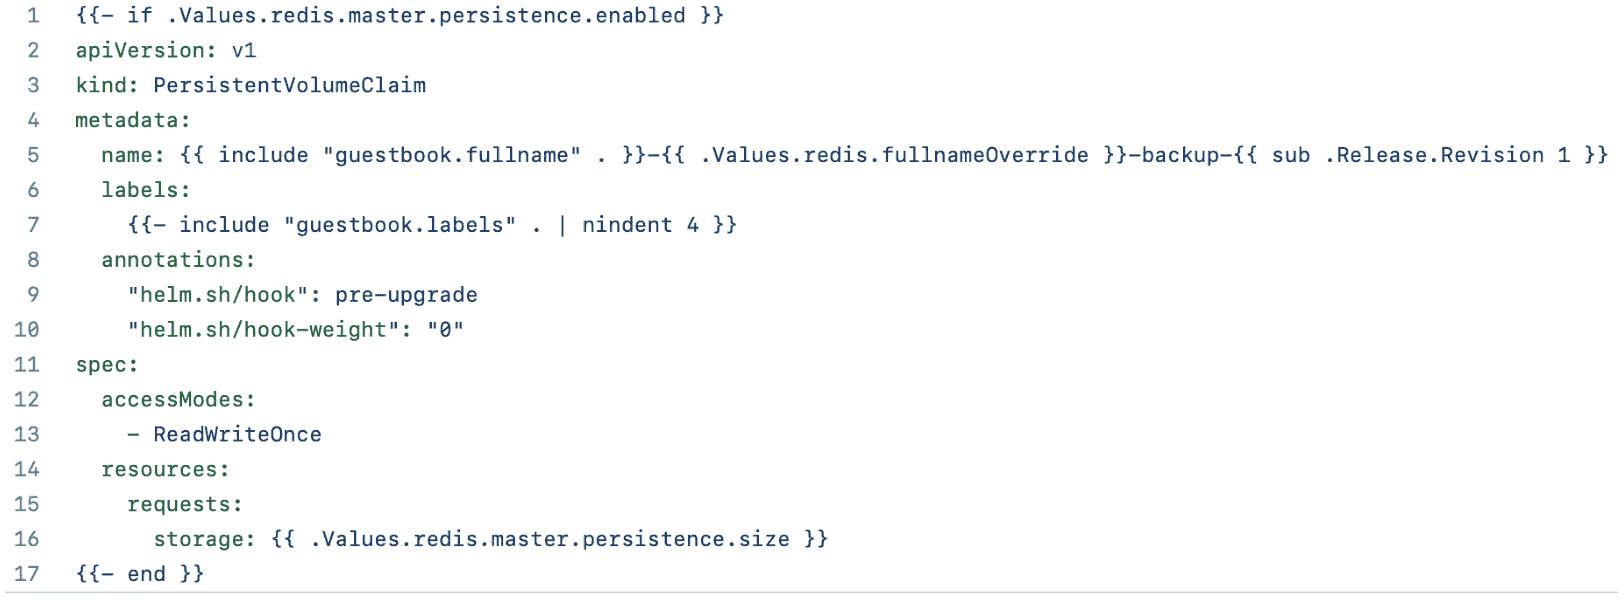 1 {{- if .Values.redis.master.persistence.enabled }}
2 apiVersion: v1
3 kind: PersistentVolumeClaim
4 metadata:
5   name: {{ include "guestbook.fullname" . }}-{{ .Values.redis.fullnameOverride }}-backup-{{ sub .Release.Revision 1 }}
6   labels:
7     {{- include "guestbook.labels" . | nindent 4 }}
8   annotations:
9     "helm.sh/hook": pre-upgrade
10     "helm.sh/hook-weight": "0"
11 spec:
12   accessModes:
13     - ReadWriteOnce
14   resources:
15     requests:
16       storage: {{ .Values.redis.master.persistence.size }}
17 {{- end }}